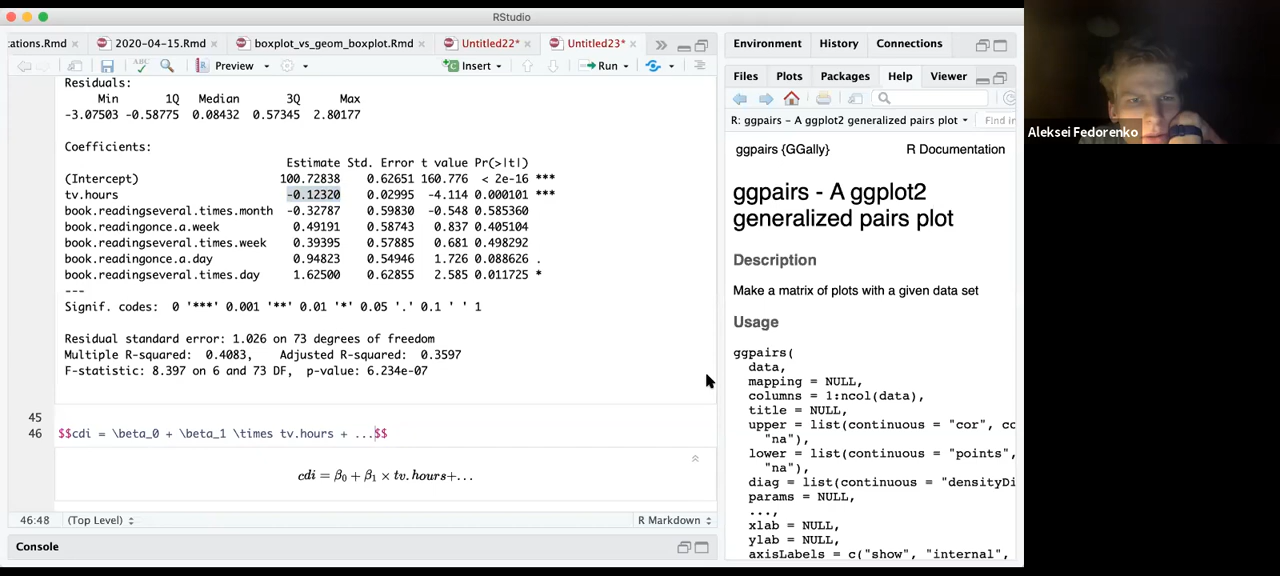 RStudio
tations.Rmd
2020-04-15.Rmd
boxplot_vs_geom_boxplot.Rmd
Untitled22*
Untitled23*
ABC
Preview
Insert
Run
Residuals:
Min 1Q Median 3Q Max
-3.07503 -0.58775 0.08432 0.57345 2.80177
Coefficients:
Estimate Std. Error t value Pr(>|t|)
(Intercept) 100.72838 0.62651 160.776 < 2e-16 ***
tv.hours -0.12320 0.02995 -4.114 0.000101 ***
book.readingseveral.times.month -0.32787 0.59830 -0.548 0.585360
book.readingonce.a.week 0.49191 0.58743 0.837 0.405104
book.readingseveral.times.week 0.39395 0.57885 0.681 0.498292
book.readingonce.a.day 0.94823 0.54946 1.726 0.088626 .
book.readingseveral.times.day 1.62500 0.62855 2.585 0.011725 *
---
Signif. codes: 0 '***' 0.001 '**' 0.01 '*' 0.05 '.' 0.1 ' ' 1
Residual standard error: 1.026 on 73 degrees of freedom
Multiple R-squared: 0.4083, Adjusted R-squared: 0.3597
F-statistic: 8.397 on 6 and 73 DF, p-value: 6.234e-07
45
46 $$cdi = \beta_0 + \beta_1 \times tv.hours + ...$$
cdi = β0 + β1 × tv.hours+...
46:48 (Top Level) R Markdown
Console
Environment History Connections
Files Plots Packages Help Viewer
R: ggpairs - A ggplot2 generalized pairs plot Find in
ggpairs {GGally} R Documentation
ggpairs - A ggplot2
generalized pairs plot
Description
Make a matrix of plots with a given data set
Usage
ggpairs(
data,
mapping = NULL,
columns = 1:ncol(data),
title = NULL,
upper = list(continuous = "cor", co
"na"),
lower = list(continuous = "points",
"na"),
diag = list(continuous = "densityDi
params = NULL,
...,
xlab = NULL,
ylab = NULL,
axisLabels = c("show", "internal",
Aleksei Fedorenko